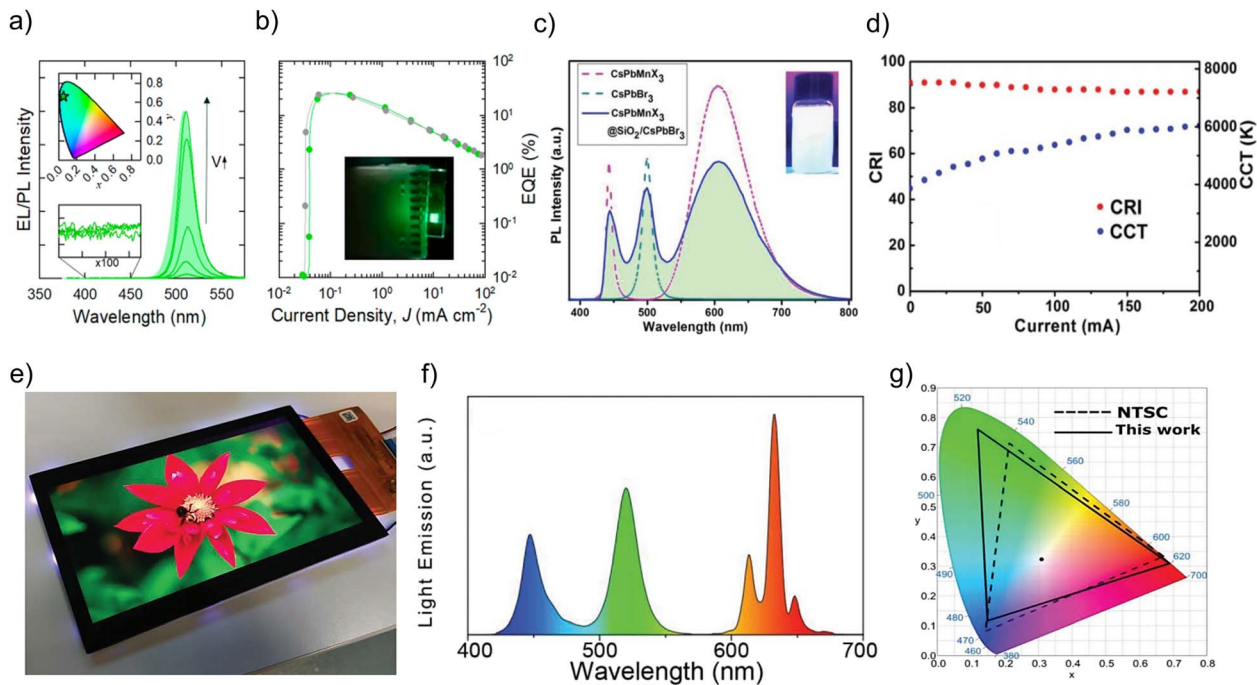 a)
EL/PL Intensity
0.8
0.6
0.4
0.2
0.0
y
0.0
0.2
0.4
0.6
0.8
x
V↑
x100
350
400
450
500
550
Wavelength (nm)
b)
10²
10¹
10⁰
10⁻¹
10⁻²
EQE (%)
10⁻²
10⁻¹
10⁰
10¹
10²
Current Density, J (mA cm⁻²)
c)
PL Intensity (a.u.)
CsPbMnX₃
CsPbBr₃
CsPbMnX₃
@SiO₂/CsPbBr₃
400
500
600
700
800
Wavelength (nm)
d)
CRI
100
80
60
40
20
0
8000
6000
4000
2000
CCT (K)
CRI
CCT
0
50
100
150
200
Current (mA)
e)
f)
Light Emission (a.u.)
400
500
600
700
Wavelength (nm)
g)
0.9
0.8
0.7
0.6
0.5
0.4
0.3
0.2
0.1
0.0
y
NTSC
This work
520
540
560
580
600
620
700
500
490
480
470
460
380
0.0
0.1
0.2
0.3
0.4
0.5
0.6
0.7
0.8
x